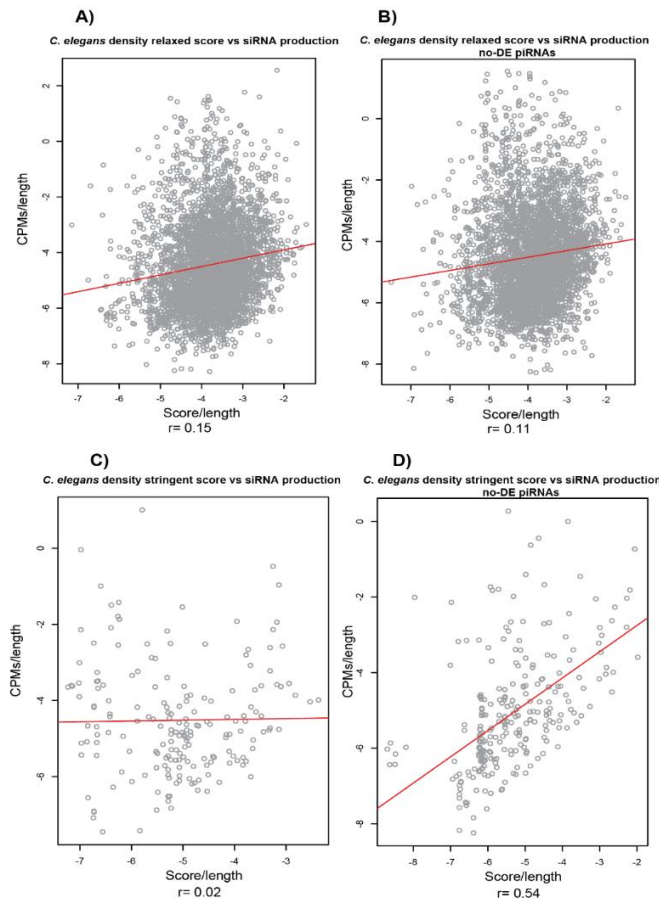 A)
C. elegans density relaxed score vs siRNA production
CPMs/length
2
0
-2
-4
-6
-8
-7 -6 -5 -4 -3 -2
Score/length
r= 0.15
B)
C. elegans density relaxed score vs siRNA production
no-DE piRNAs
CPMs/length
0
-2
-4
-6
-8
-7 -6 -5 -4 -3 -2
Score/length
r= 0.11
C)
C. elegans density stringent score vs siRNA production
CPMs/length
0
-2
-4
-6
-7 -6 -5 -4 -3
Score/length
r= 0.02
D)
C. elegans density stringent score vs siRNA production
no-DE piRNAs
CPMs/length
0
-2
-4
-6
-8
-8 -7 -6 -5 -4 -3 -2
Score/length
r= 0.54